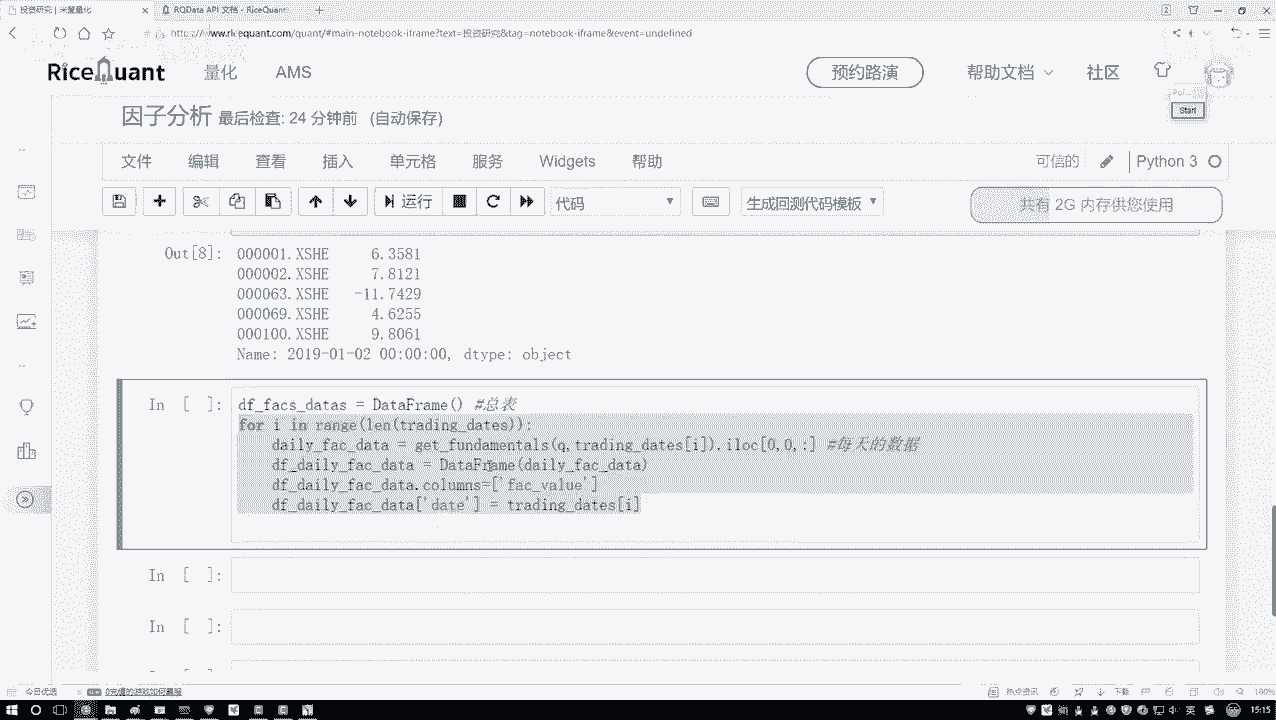 投资研究 | 米筐量化
RQData API 文档 - RiceQuant
www.ricequant.com/quant/#main-notebook-iframe?text=投资研究&tag=notebook-iframe&event=undefined
RiceQuant 量化 AMS 预约路演 帮助文档 社区
Start
因子分析 最后检查: 24 分钟前 (自动保存)
文件 编辑 查看 插入 单元格 服务 Widgets 帮助 可信的 Python 3
运行 代码 生成回测代码模板 共有 2G 内存供您使用
Out[8]: 000001.XSHE 6.3581
000002.XSHE 7.8121
000063.XSHE -11.7429
000069.XSHE 4.6255
000100.XSHE 9.8061
Name: 2019-01-02 00:00:00, dtype: object
In [ ]: df_facs_datas = DataFrame() #总表
for i in range(len(trading_dates)):
daily_fac_data = get_fundamentals(q,trading_dates[i]).iloc[0,0,:] #每天的数据
df_daily_fac_data = DataFrame(daily_fac_data)
df_daily_fac_data.columns=['fac_value']
df_daily_fac_data['date'] = trading_dates[i]
In [ ]:
In [ ]:
今日优选 热点资讯 下载 180%
英 15:15